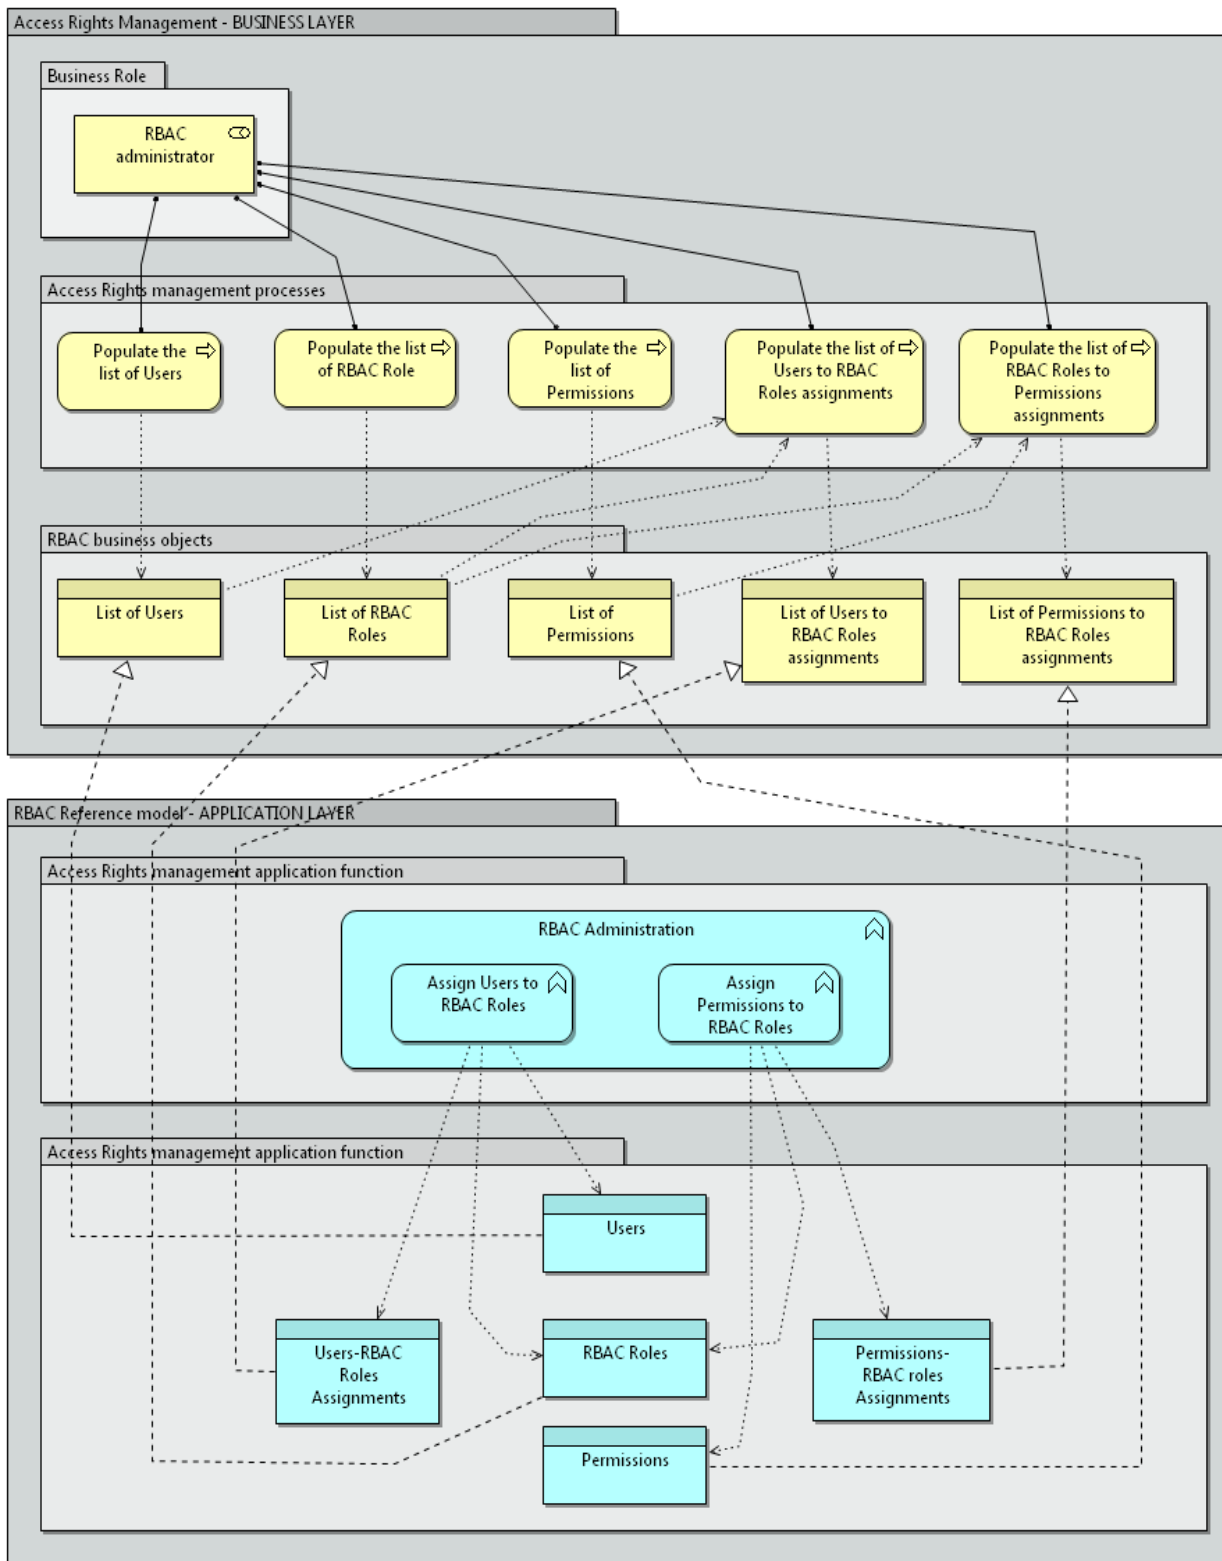 Access Rights Management - BUSINESS LAYER
Business Role
RBAC
administrator
Access Rights management processes
Populate the
list of Users
Populate the list
of RBAC Role
Populate the
list of
Permissions
Populate the list of
Users to RBAC
Roles assignments
Populate the list of
RBAC Roles to
Permissions
assignments
RBAC business objects
List of Users
List of RBAC
Roles
List of
Permissions
List of Users to
RBAC Roles
assignments
List of Permissions to
RBAC Roles
assignments
RBAC Reference model - APPLICATION LAYER
Access Rights management application function
RBAC Administration
Assign Users to
RBAC Roles
Assign
Permissions to
RBAC Roles
Access Rights management application function
Users
Users-RBAC
Roles
Assignments
RBAC Roles
Permissions-
RBAC roles
Assignments
Permissions